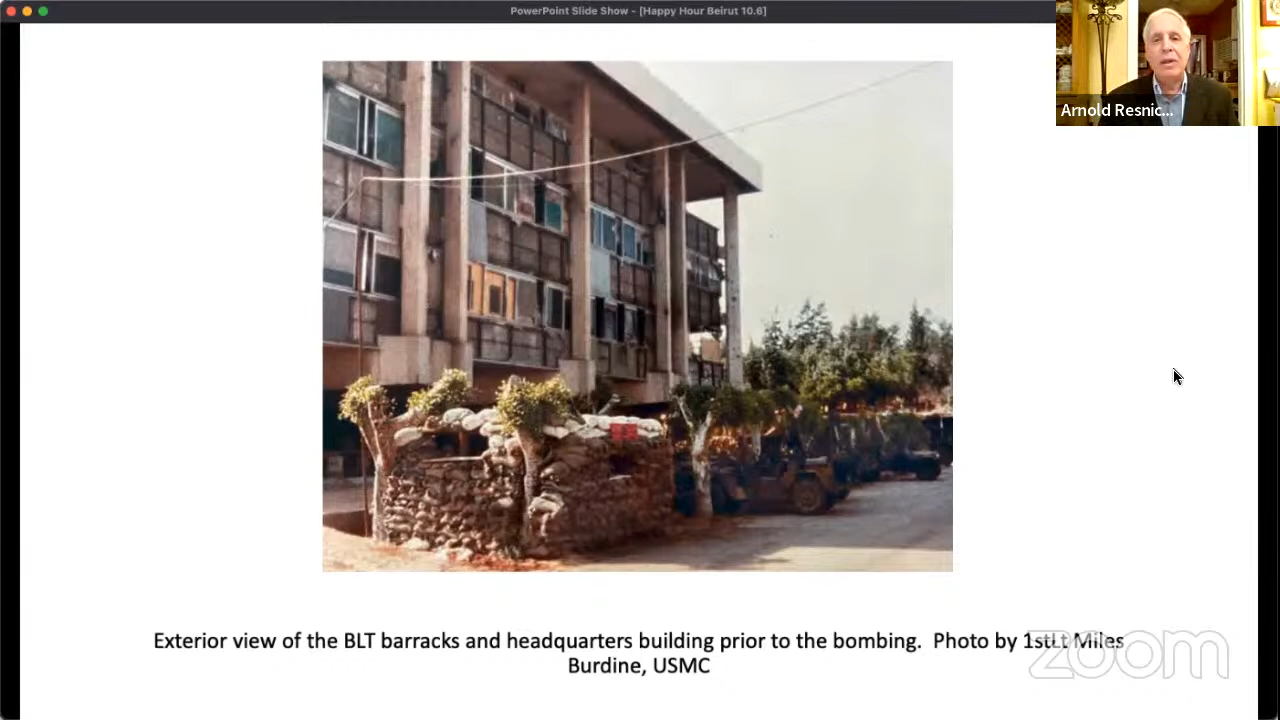 PowerPoint Slide Show - [Happy Hour Beirut 10.6]
Arnold Resnic...
Exterior view of the BLT barracks and headquarters building prior to the bombing. Photo by 1stLt Miles
Burdine, USMC
zoom